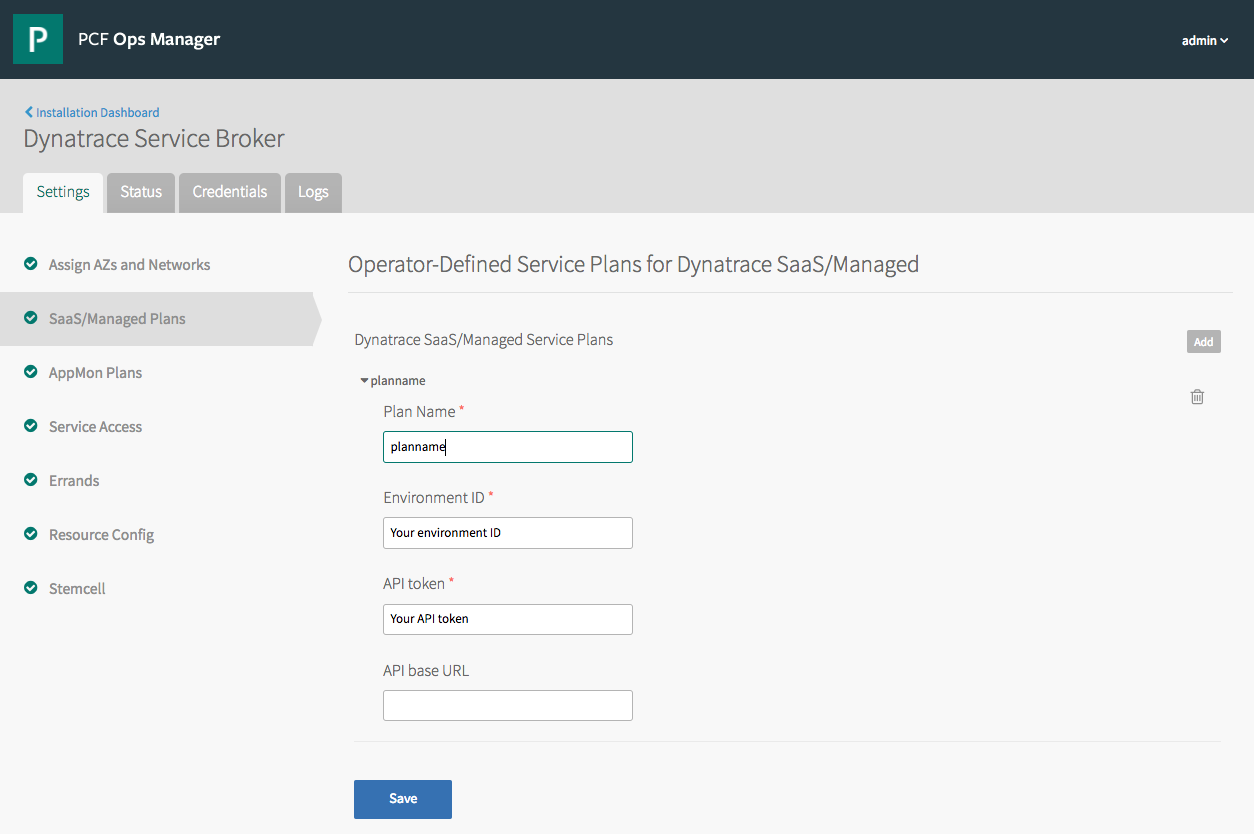 P PCF Ops Manager admin
Installation Dashboard
Dynatrace Service Broker
Settings Status Credentials Logs
Assign AZs and Networks
SaaS/Managed Plans
AppMon Plans
Service Access
Errands
Resource Config
Stemcell
Operator-Defined Service Plans for Dynatrace SaaS/Managed
Dynatrace SaaS/Managed Service Plans Add
planname
Plan Name *
planname
Environment ID *
Your environment ID
API token *
Your API token
API base URL
Save